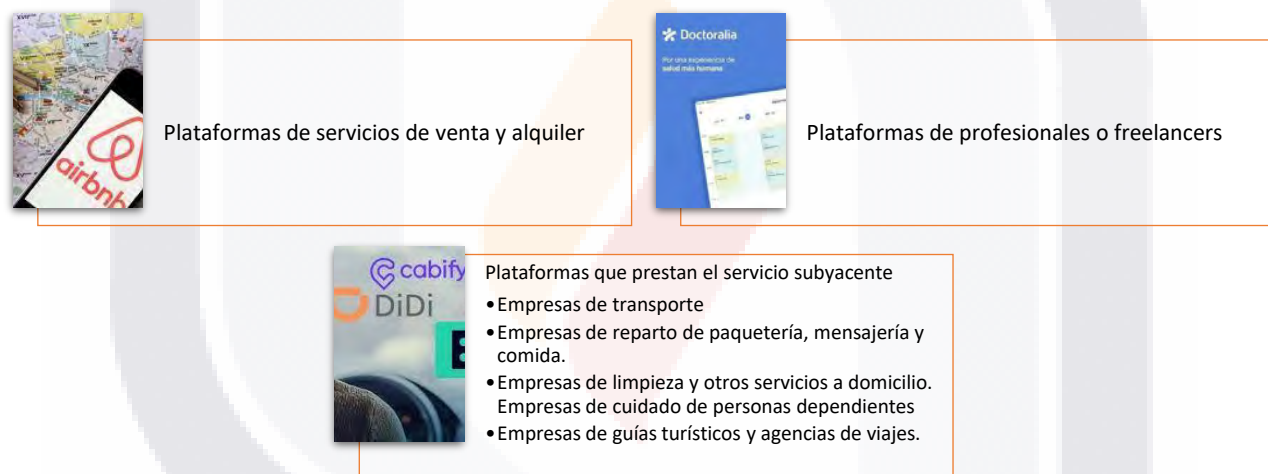 airbnb
Plataformas de servicios de venta y alquiler
Doctoralia
Por una experiencia de
salud más humana
Plataformas de profesionales o freelancers
cabify
DiDi
Plataformas que prestan el servicio subyacente
•Empresas de transporte
•Empresas de reparto de paquetería, mensajería y
comida.
•Empresas de limpieza y otros servicios a domicilio.
Empresas de cuidado de personas dependientes
•Empresas de guías turísticos y agencias de viajes.